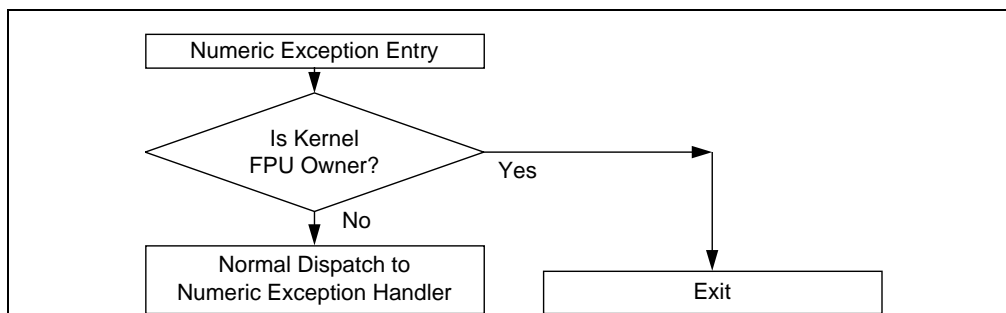 Numeric Exception Entry
Is Kernel
FPU Owner?
Yes
No
Normal Dispatch to
Numeric Exception Handler
Exit